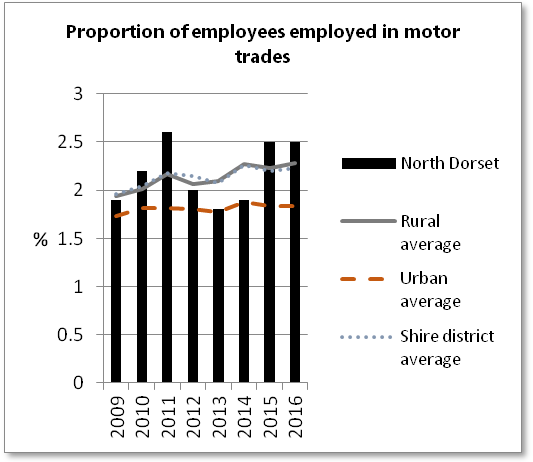 Proportion of employees employed in motor
trades
3
2.5
2
1.5
1
0.5
0
%
2009
2010
2011
2012
2013
2014
2015
2016
North Dorset
Rural
average
Urban
average
Shire district
average